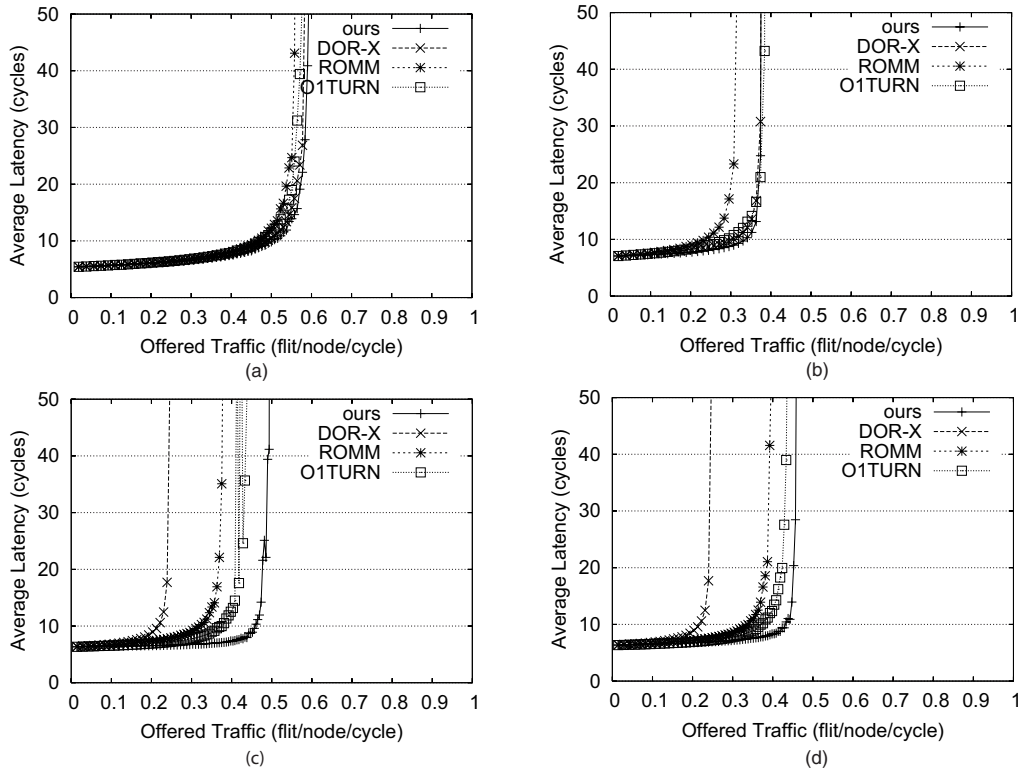 50
40
30
20
10
0
Average Latency (cycles)
ours
DOR-X
ROMM
O1TURN
0 0.1 0.2 0.3 0.4 0.5 0.6 0.7 0.8 0.9 1
Offered Traffic (flit/node/cycle)
(a)
50
40
30
20
10
0
Average Latency (cycles)
ours
DOR-X
ROMM
O1TURN
0 0.1 0.2 0.3 0.4 0.5 0.6 0.7 0.8 0.9 1
Offered Traffic (flit/node/cycle)
(b)
50
40
30
20
10
0
Average Latency (cycles)
ours
DOR-X
ROMM
O1TURN
0 0.1 0.2 0.3 0.4 0.5 0.6 0.7 0.8 0.9 1
Offered Traffic (flit/node/cycle)
(c)
50
40
30
20
10
0
Average Latency (cycles)
ours
DOR-X
ROMM
O1TURN
0 0.1 0.2 0.3 0.4 0.5 0.6 0.7 0.8 0.9 1
Offered Traffic (flit/node/cycle)
(d)